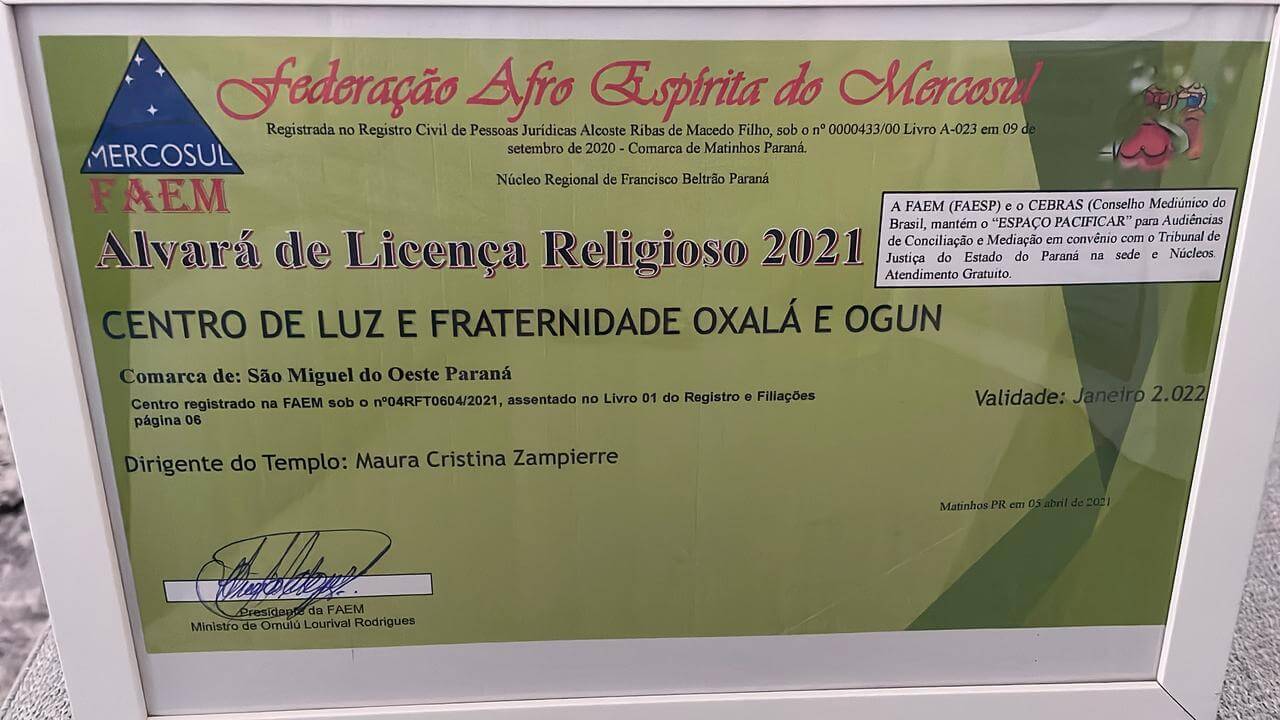 Federação Afro Espírita do Mercosul
Registrada no Registro Civil de Pessoas Jurídicas Alcoste Ribas de Macedo Filho, sob o nº 0000433/00 Livro A-023 em 09 de
setembro de 2020 - Comarca de Matinhos Paraná.
Núcleo Regional de Francisco Beltrão Paraná
MERCOSUL
FAEM
A FAEM (FAESP) e o CEBRAS (Conselho Mediúnico do
Brasil, mantém o “ESPAÇO PACIFICAR” para Audiências
de Conciliação e Mediação em convênio com o Tribunal de
Justiça do Estado do Paraná na sede e Núcleos.
Atendimento Gratuito.
Alvará de Licença Religioso 2021
CENTRO DE LUZ E FRATERNIDADE OXALÁ E OGUN
Comarca de: São Miguel do Oeste Paraná
Centro registrado na FAEM sob o nº04RFT0604/2021, assentado no Livro 01 do Registro e Filiações
página 06
Validade: Janeiro 2.022
Dirigente do Templo: Maura Cristina Zampierre
Matinhos PR em 05 abril de 2021
Presidente da FAEM
Ministro de Omulú Lourival Rodrigues